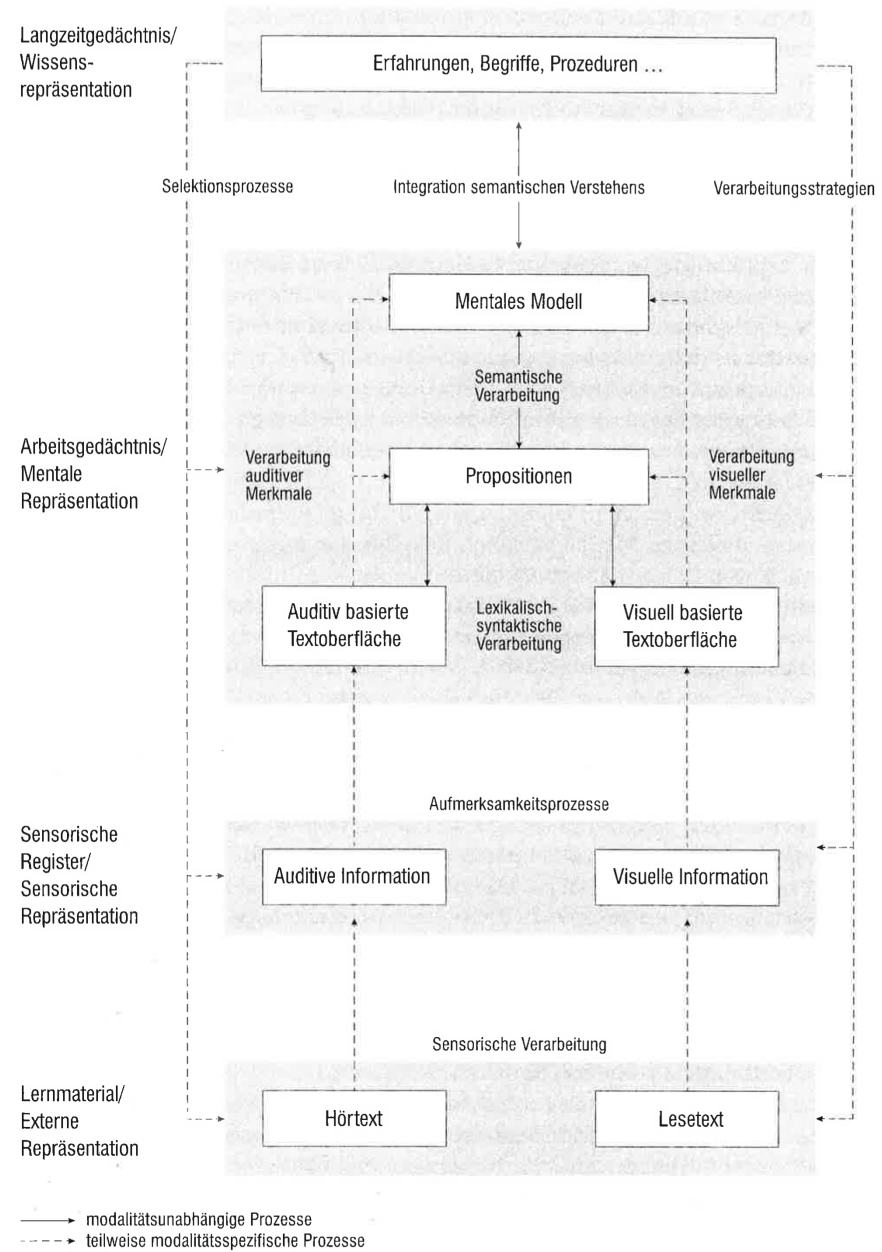 Langzeitgedächtnis/
Wissens-
repräsentation
Erfahrungen, Begriffe, Prozeduren ...
Selektionsprozesse
Integration semantischen Verstehens
Verarbeitungsstrategien
Mentales Modell
Semantische
Verarbeitung
Arbeitsgedächtnis/
Mentale
Repräsentation
Verarbeitung
auditiver
Merkmale
Propositionen
Verarbeitung
visueller
Merkmale
Auditiv basierte
Textoberfläche
Lexikalisch-
syntaktische
Verarbeitung
Visuell basierte
Textoberfläche
Aufmerksamkeitsprozesse
Sensorische
Register/
Sensorische
Repräsentation
Auditive Information
Visuelle Information
Sensorische Verarbeitung
Lernmaterial/
Externe
Repräsentation
Hörtext
Lesetext
modalitätsunabhängige Prozesse
teilweise modalitätsspezifische Prozesse